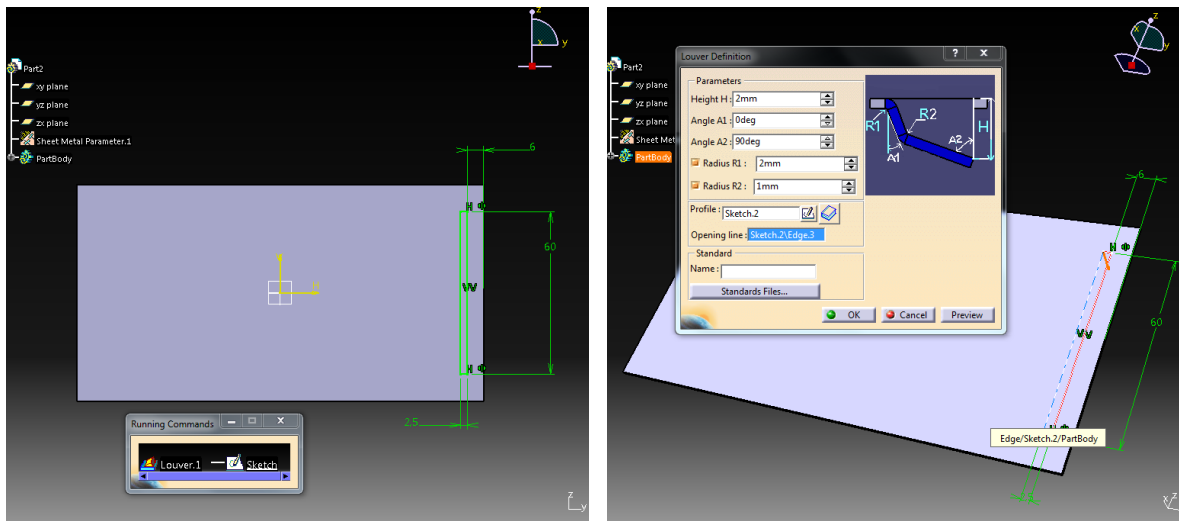 z
x
y
Part2
xy plane
yz plane
zx plane
Sheet Metal Parameter.1
PartBody
6
H
60
VV
V
H
H
2.5
Running Commands
Louver.1
Sketch
z
y
z
x
y
Part2
xy plane
yz plane
zx plane
Sheet Met
PartBody
Louver Definition
? X
Parameters
Height H : 2mm
Angle A1 : 0deg
Angle A2 : 90deg
Radius R1 : 2mm
Radius R2 : 1mm
R1
R2
A1
A2
H
Profile : Sketch.2
Opening line : Sketch.2\Edge.3
Standard
Name :
Standards Files...
OK Cancel Preview
6
H
VV
60
H
Edge/Sketch.2/PartBody